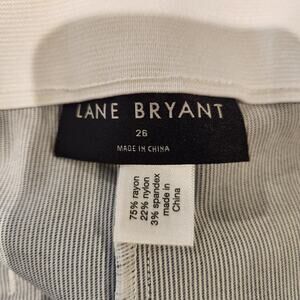 LANE BRYANT
26
MADE IN CHINA
75% rayon
22% nylon
3% spandex
made in
China